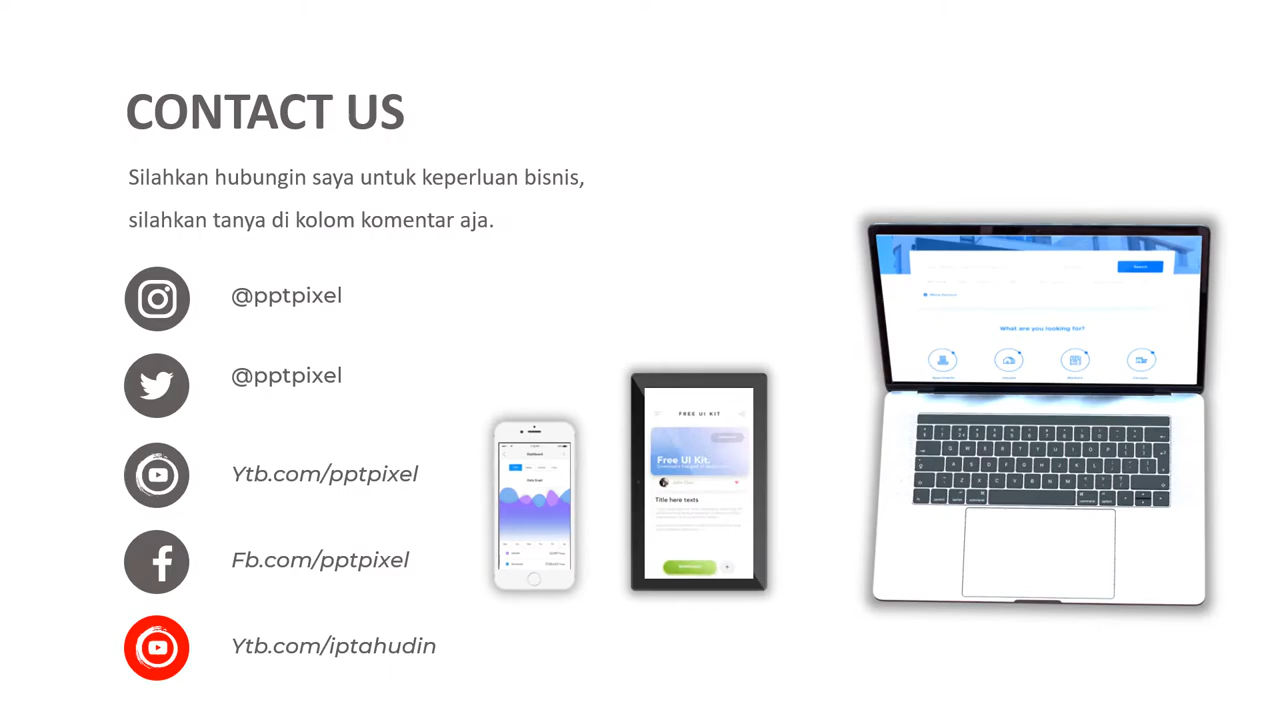 CONTACT US
Silahkan hubungin saya untuk keperluan bisnis,
silahkan tanya di kolom komentar aja.
@pptpixel
@pptpixel
Ytb.com/pptpixel
Fb.com/pptpixel
Ytb.com/iptahudin
Dashboard
FREE UI KIT
Free UI Kit.
Title here texts
What are you looking for?